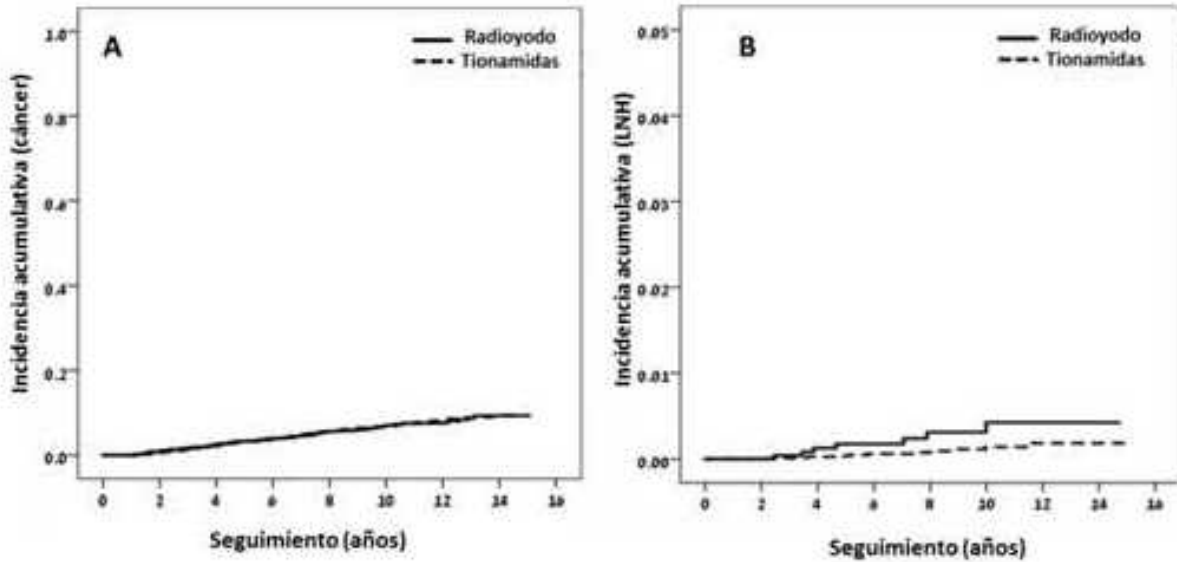 A
Radioyodo
Tionamidas
Incidencia acumulativa (cáncer)
1.0
0.8
0.6
0.4
0.2
0.0
0 2 4 6 8 10 12 14 16
Seguimiento (años)
B
Radioyodo
Tionamidas
Incidencia acumulativa (LNH)
0.05
0.04
0.03
0.02
0.01
0.00
0 2 4 6 8 10 12 14 16
Seguimiento (años)